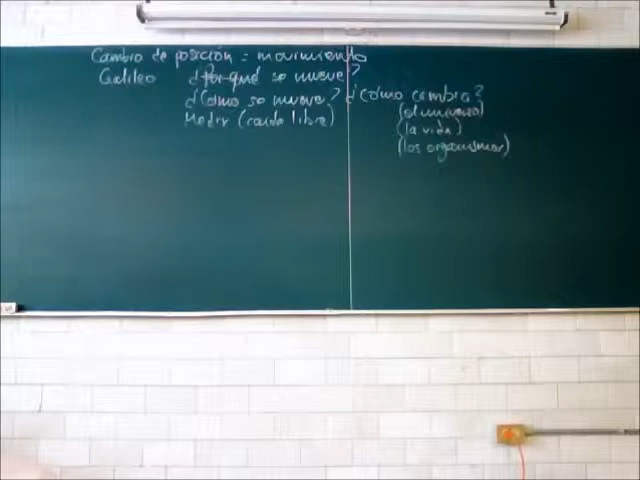 Cambio de posición = movimiento
Galileo ¿Por qué se mueve?
¿Cómo se mueve? ¿Cómo cambia?
Medir (caída libre)
(el universo)
(la vida)
(los organismos)